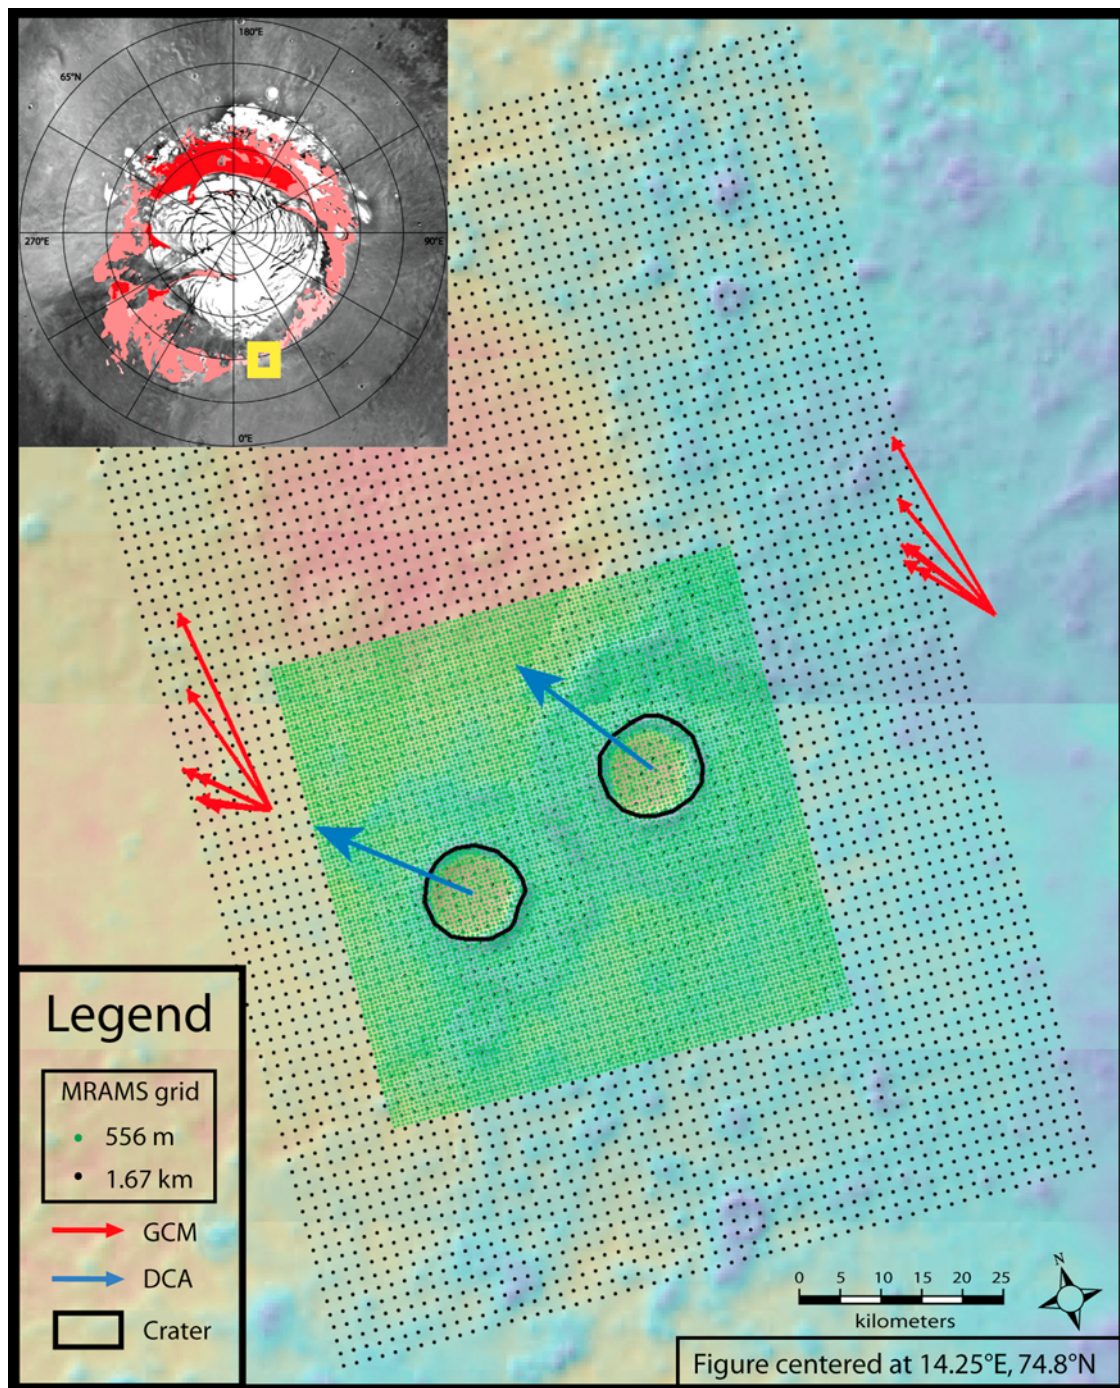 180°E
65°N
270°E
90°E
0°E
Legend
MRAMS grid
556 m
1.67 km
GCM
DCA
Crater
N
0 5 10 15 20 25
kilometers
Figure centered at 14.25°E, 74.8°N